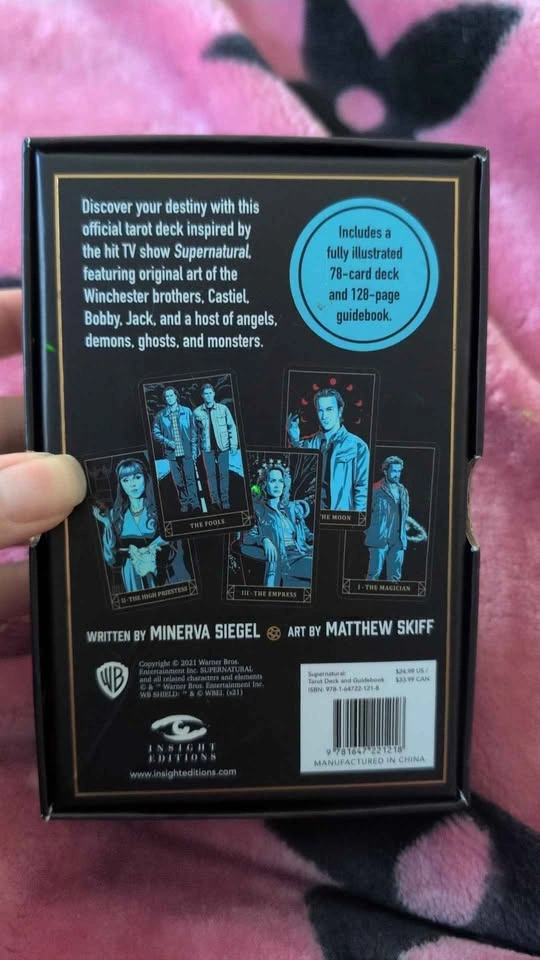 Discover your destiny with this
official tarot deck inspired by
the hit TV show Supernatural,
featuring original art of the
Winchester brothers, Castiel,
Bobby, Jack, and a host of angels,
demons, ghosts, and monsters.
Includes a
fully illustrated
78-card deck
and 128-page
guidebook.
THE FOOLS
HE MOON
II - THE HIGH PRIESTESS
III - THE EMPRESS
I - THE MAGICIAN
WRITTEN BY MINERVA SIEGEL
ART BY MATTHEW SKIFF
WB
Copyright © 2021 Warner Bros.
Entertainment Inc. SUPERNATURAL
and all related characters and elements
© & ™ Warner Bros. Entertainment Inc.
WB SHIELD: ™ & © WBEI. (s21)
INSIGHT
EDITIONS
www.insighteditions.com
Supernatural:
Tarot Deck and Guidebook
ISBN: 978-1-64722-121-8
$24.99 US /
$33.99 CAN
9 781647 221218
MANUFACTURED IN CHINA